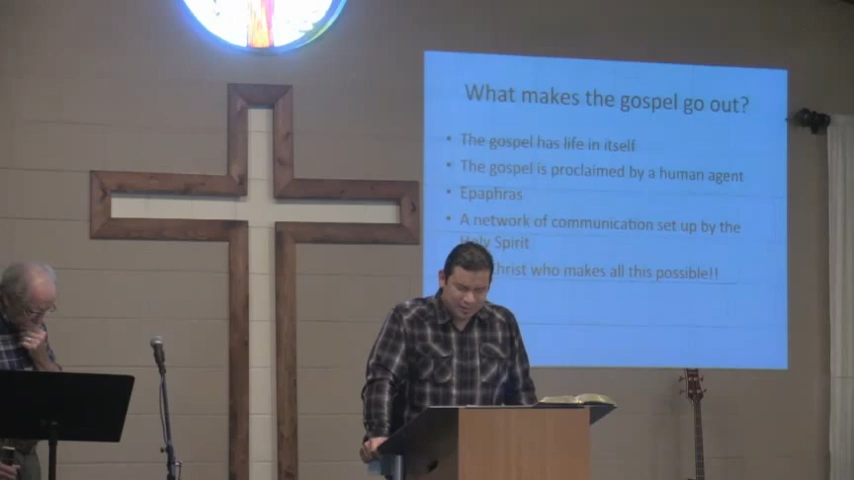 What makes the gospel go out?
• The gospel has life in itself
• The gospel is proclaimed by a human agent
• Epaphras
• A network of communication set up by the
Holy Spirit
Christ who makes all this possible!!